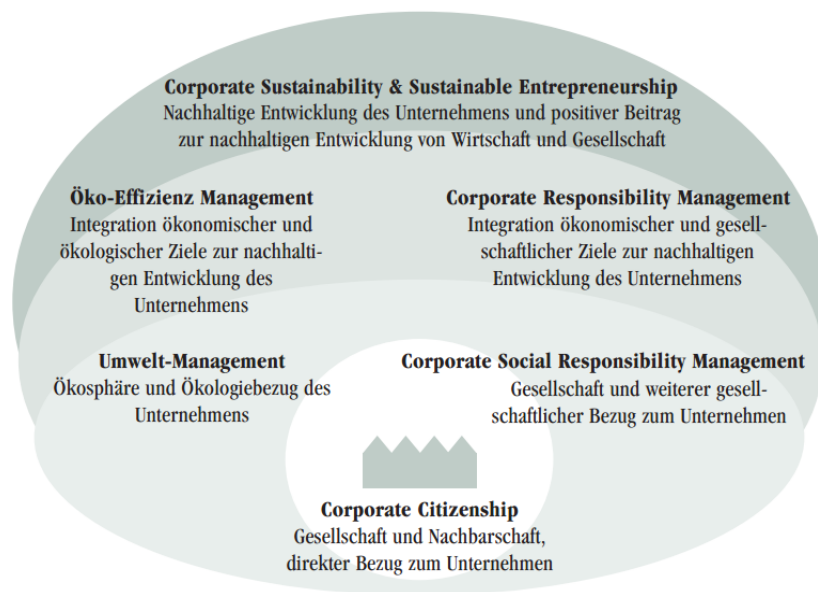 Corporate Sustainability & Sustainable Entrepreneurship
Nachhaltige Entwicklung des Unternehmens und positiver Beitrag
zur nachhaltigen Entwicklung von Wirtschaft und Gesellschaft
Öko-Effizienz Management
Integration ökonomischer und
ökologischer Ziele zur nachhalti-
gen Entwicklung des
Unternehmens
Corporate Responsibility Management
Integration ökonomischer und gesell-
schaftlicher Ziele zur nachhaltigen
Entwicklung des Unternehmens
Umwelt-Management
Ökosphäre und Ökologiebezug des
Unternehmens
Corporate Social Responsibility Management
Gesellschaft und weiterer gesell-
schaftlicher Bezug zum Unternehmen
Corporate Citizenship
Gesellschaft und Nachbarschaft,
direkter Bezug zum Unternehmen